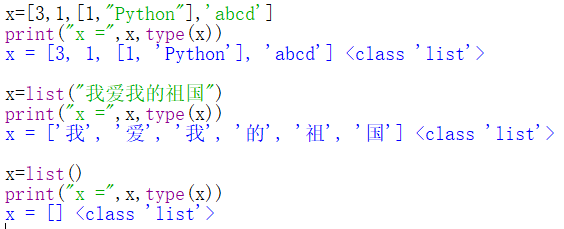 x=[3,1,[1,"Python"],'abcd']
print("x =",x,type(x))
x = [3, 1, [1, 'Python'], 'abcd'] <class 'list'>
x=list("我爱我的祖国")
print("x =",x,type(x))
x = ['我', '爱', '我', '的', '祖', '国'] <class 'list'>
x=list()
print("x =",x,type(x))
x = [] <class 'list'>